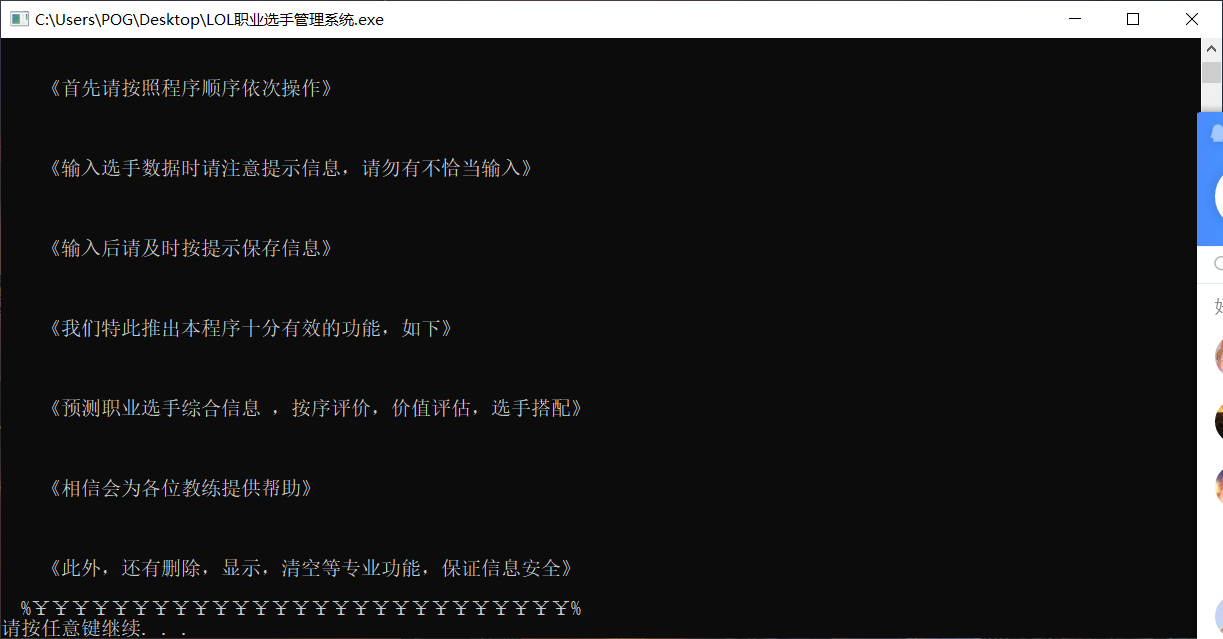 C:\Users\POG\Desktop\LOL职业选手管理系统.exe
《首先请按照程序顺序依次操作》
《输入选手数据时请注意提示信息，请勿有不恰当输入》
《输入后请及时按提示保存信息》
《我们特此推出本程序十分有效的功能，如下》
《预测职业选手综合信息 ，按序评价，价值评估，选手搭配》
《相信会为各位教练提供帮助》
《此外，还有删除，显示，清空等专业功能，保证信息安全》
%￥￥￥￥￥￥￥￥￥￥￥￥￥￥￥￥￥￥￥￥￥￥￥￥￥￥￥%
请按任意键继续. . .